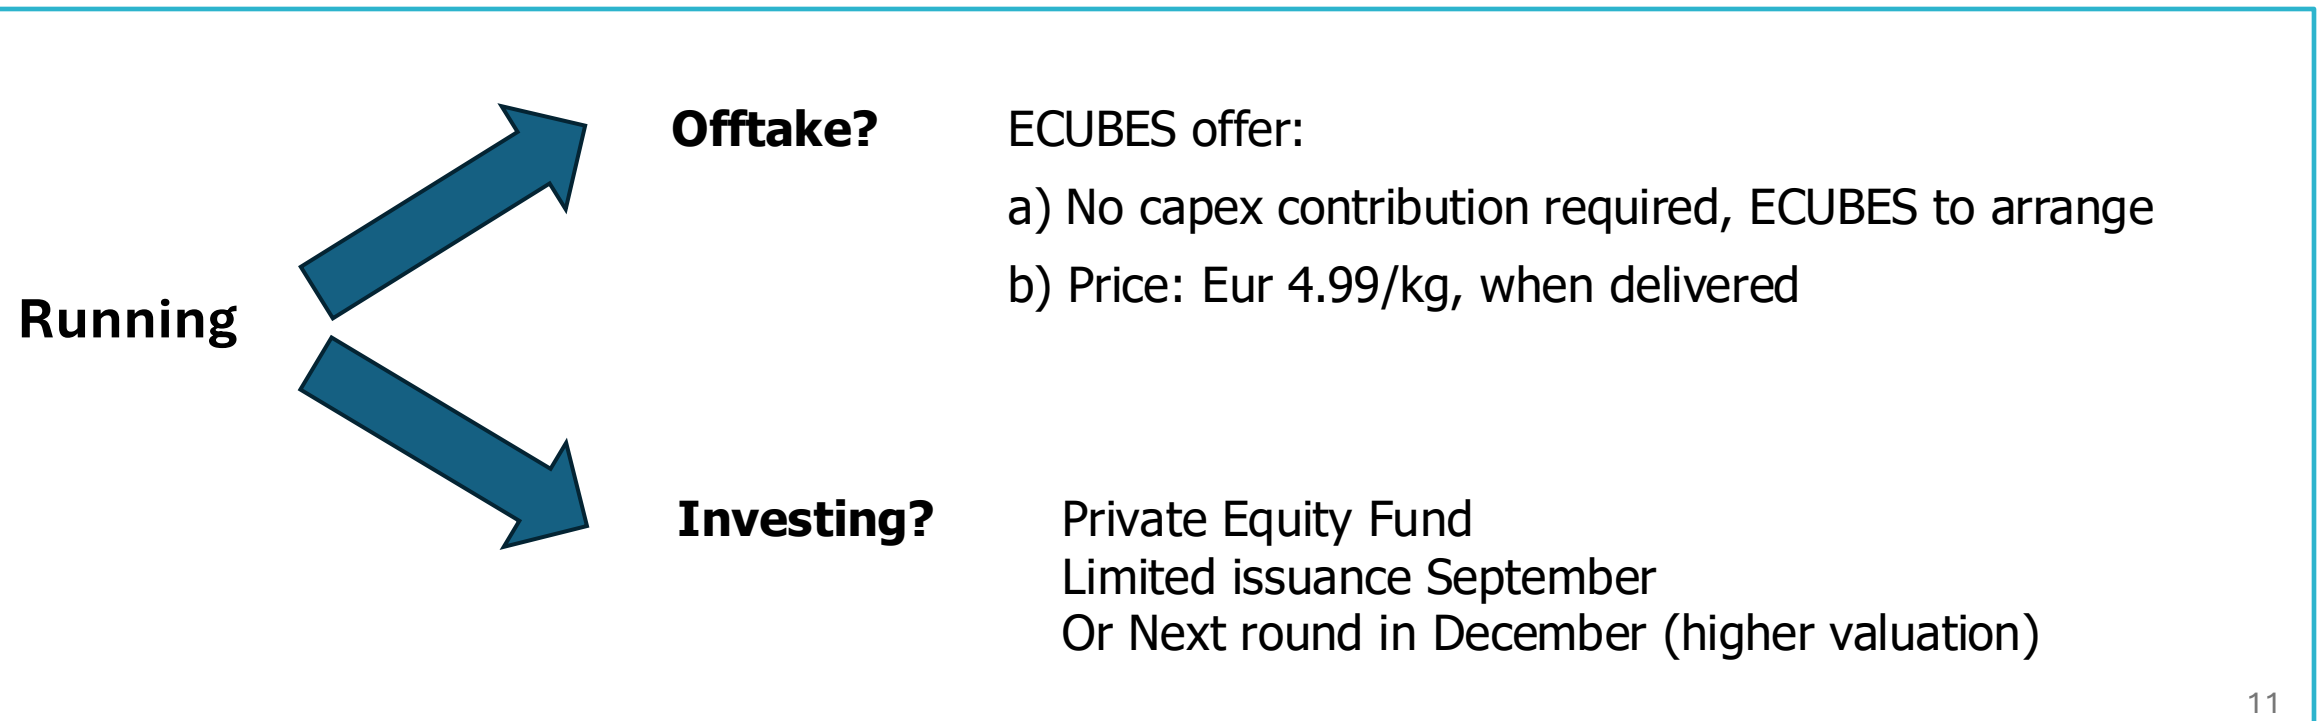 Offtake? ECUBES offer:
a) No capex contribution required, ECUBES to arrange
b) Price: Eur 4.99/kg, when delivered
Running
Investing? Private Equity Fund
Limited issuance September
Or Next round in December (higher valuation)
11